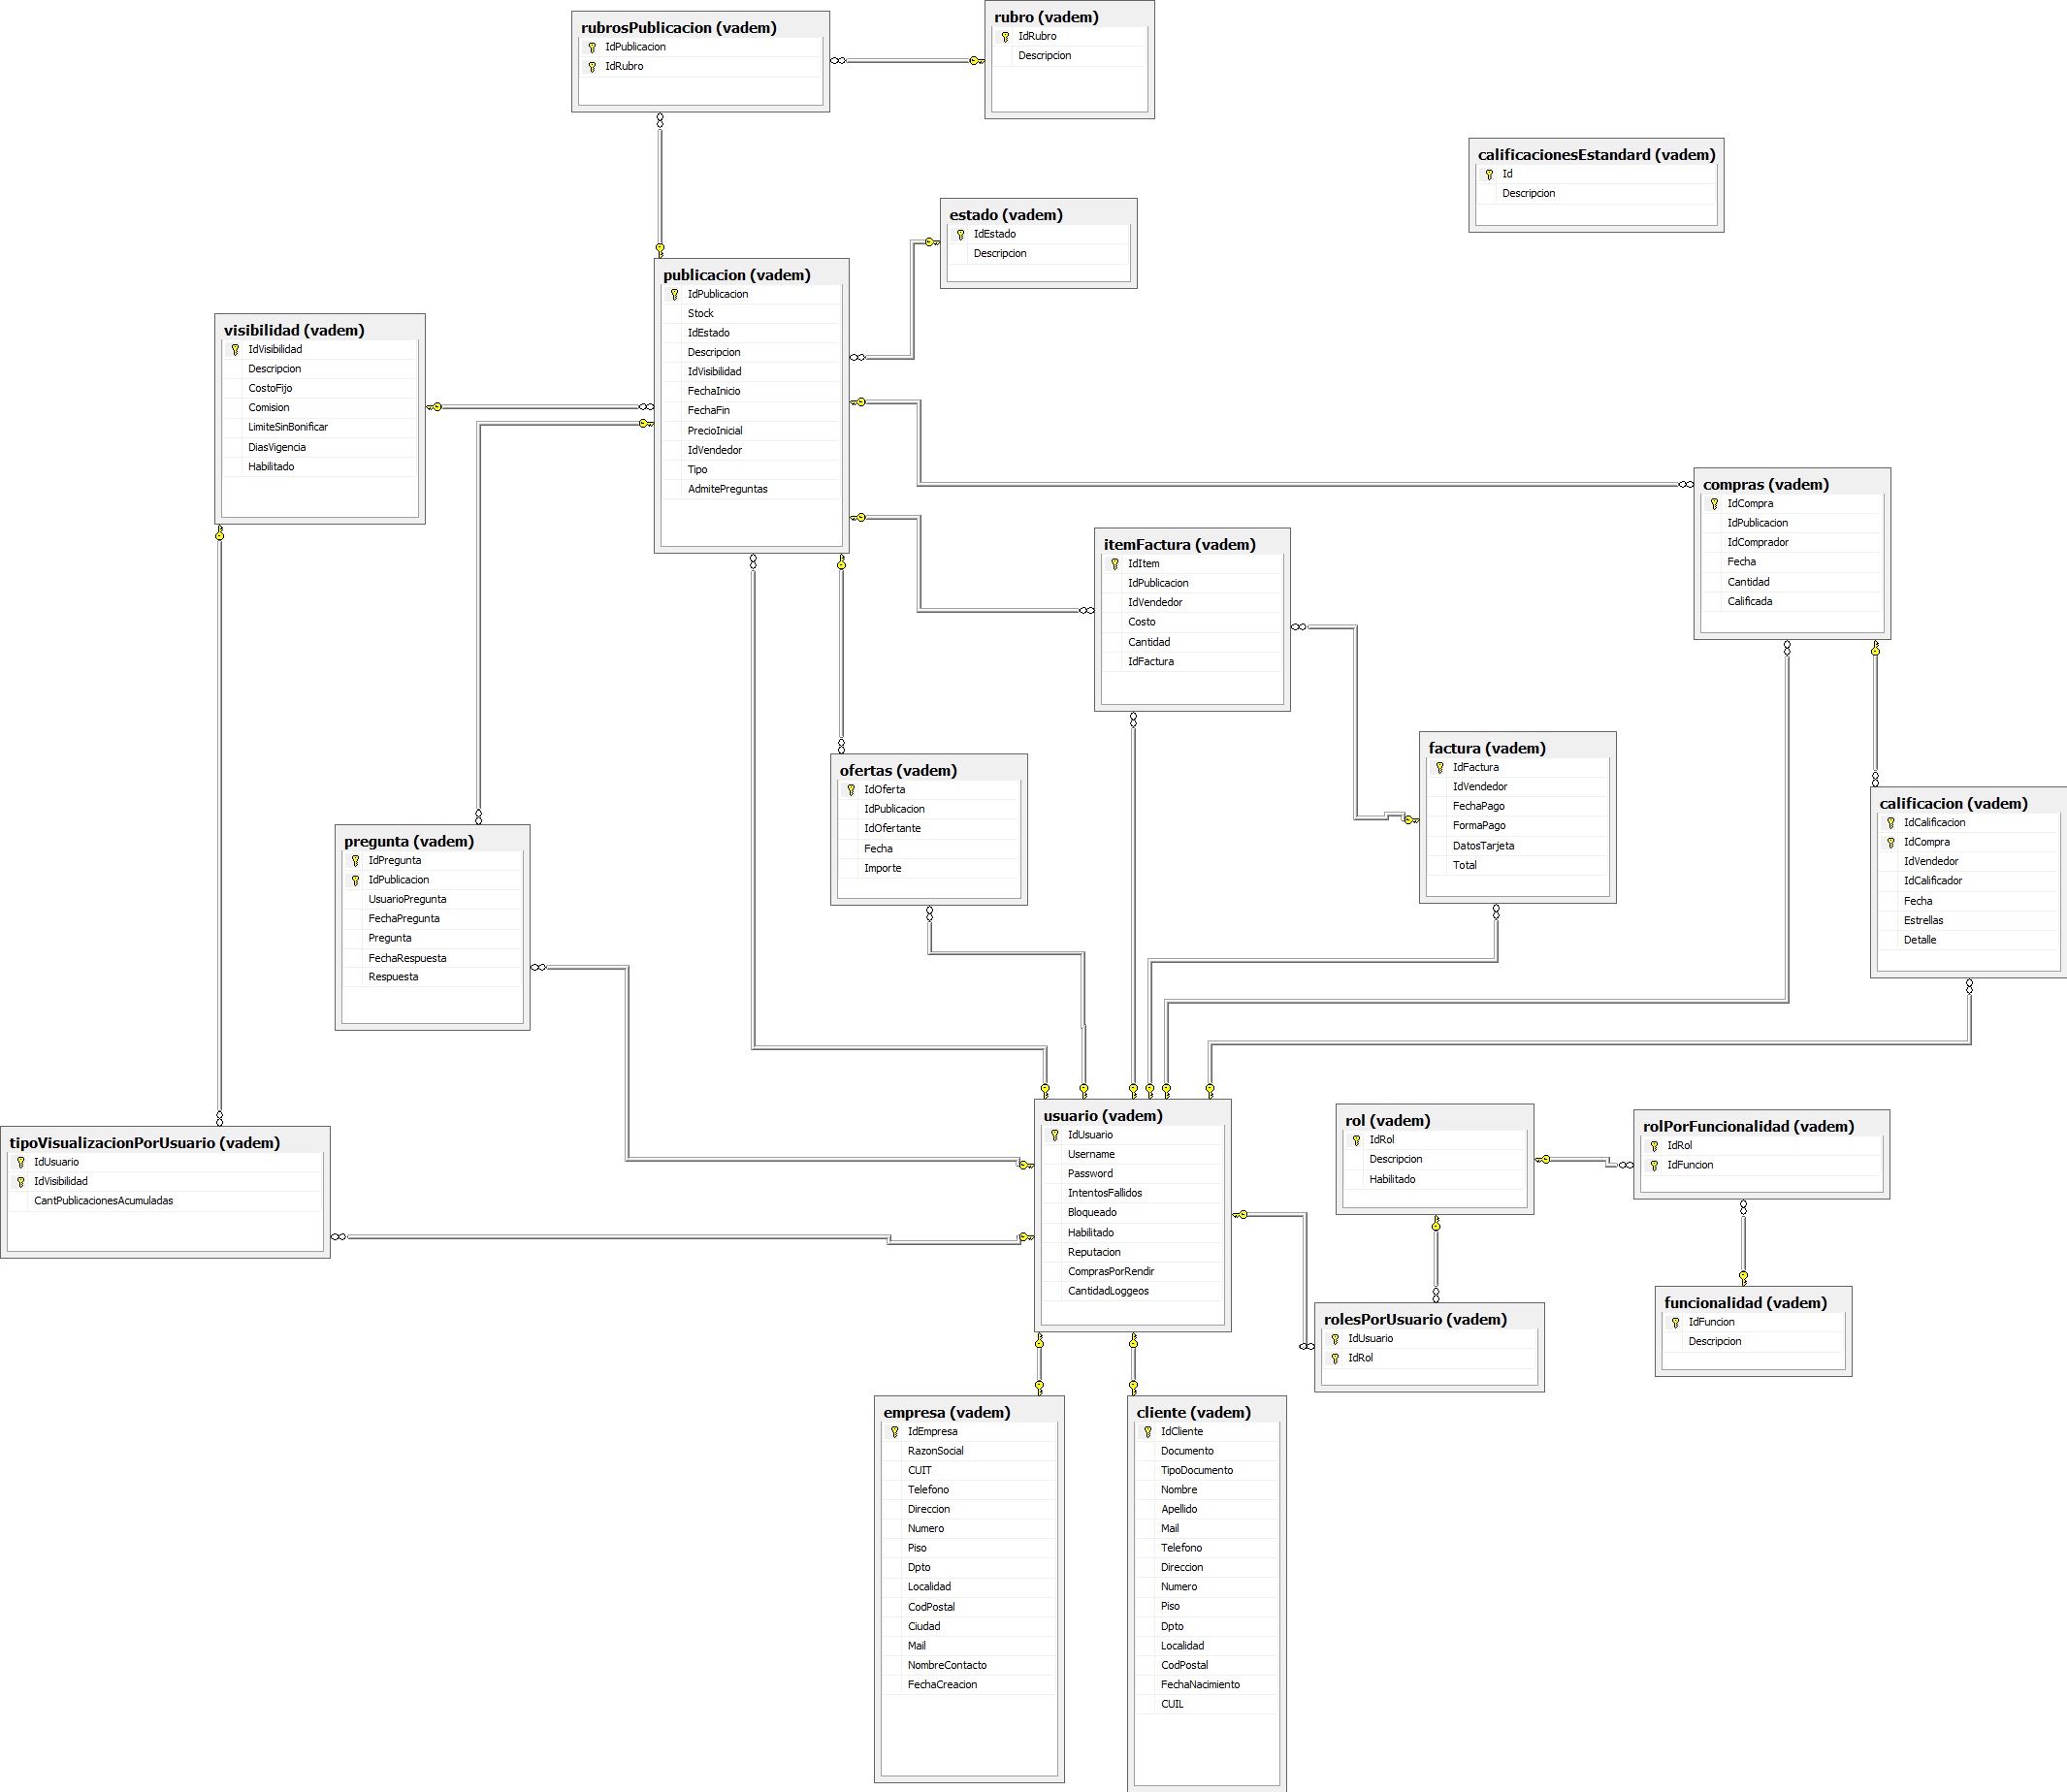 rubrosPublicacion (vadem)
IdPublicacion
IdRubro
rubro (vadem)
IdRubro
Descripcion
calificacionesEstandard (vadem)
Id
Descripcion
estado (vadem)
IdEstado
Descripcion
publicacion (vadem)
IdPublicacion
Stock
IdEstado
Descripcion
IdVisibilidad
FechaInicio
FechaFin
PrecioInicial
IdVendedor
Tipo
AdmitePreguntas
visibilidad (vadem)
IdVisibilidad
Descripcion
CostoFijo
Comision
LimiteSinBonificar
DiasVigencia
Habilitado
compras (vadem)
IdCompra
IdPublicacion
IdComprador
Fecha
Cantidad
Calificada
itemFactura (vadem)
IdItem
IdPublicacion
IdVendedor
Costo
Cantidad
IdFactura
factura (vadem)
IdFactura
IdVendedor
FechaPago
FormaPago
DatosTarjeta
Total
ofertas (vadem)
IdOferta
IdPublicacion
IdOfertante
Fecha
Importe
calificacion (vadem)
IdCalificacion
IdCompra
IdVendedor
IdCalificador
Fecha
Estrellas
Detalle
pregunta (vadem)
IdPregunta
IdPublicacion
UsuarioPregunta
FechaPregunta
Pregunta
FechaRespuesta
Respuesta
tipoVisualizacionPorUsuario (vadem)
IdUsuario
IdVisibilidad
CantPublicacionesAcumuladas
usuario (vadem)
IdUsuario
Username
Password
IntentosFallidos
Bloqueado
Habilitado
Reputacion
ComprasPorRendir
CantidadLoggeos
rol (vadem)
IdRol
Descripcion
Habilitado
rolPorFuncionalidad (vadem)
IdRol
IdFuncion
rolesPorUsuario (vadem)
IdUsuario
IdRol
funcionalidad (vadem)
IdFuncion
Descripcion
empresa (vadem)
IdEmpresa
RazonSocial
CUIT
Telefono
Direccion
Numero
Piso
Dpto
Localidad
CodPostal
Ciudad
Mail
NombreContacto
FechaCreacion
cliente (vadem)
IdCliente
Documento
TipoDocumento
Nombre
Apellido
Mail
Telefono
Direccion
Numero
Piso
Dpto
Localidad
CodPostal
FechaNacimiento
CUIL